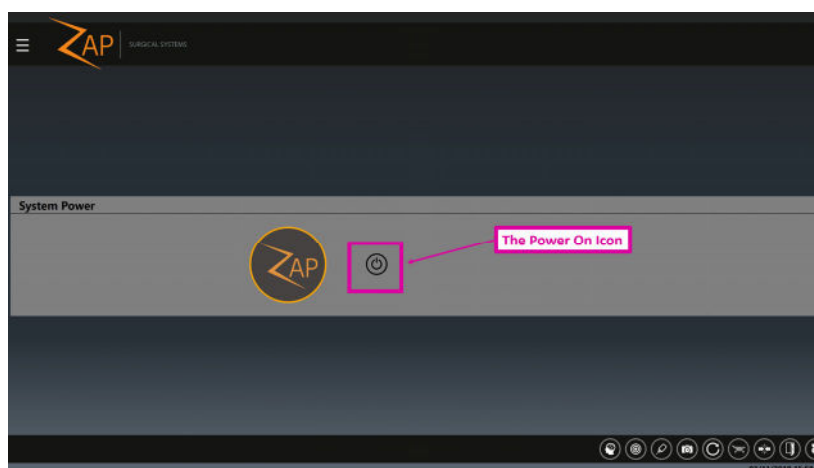 ZAP SURGICAL SYSTEMS
System Power
ZAP
The Power On Icon